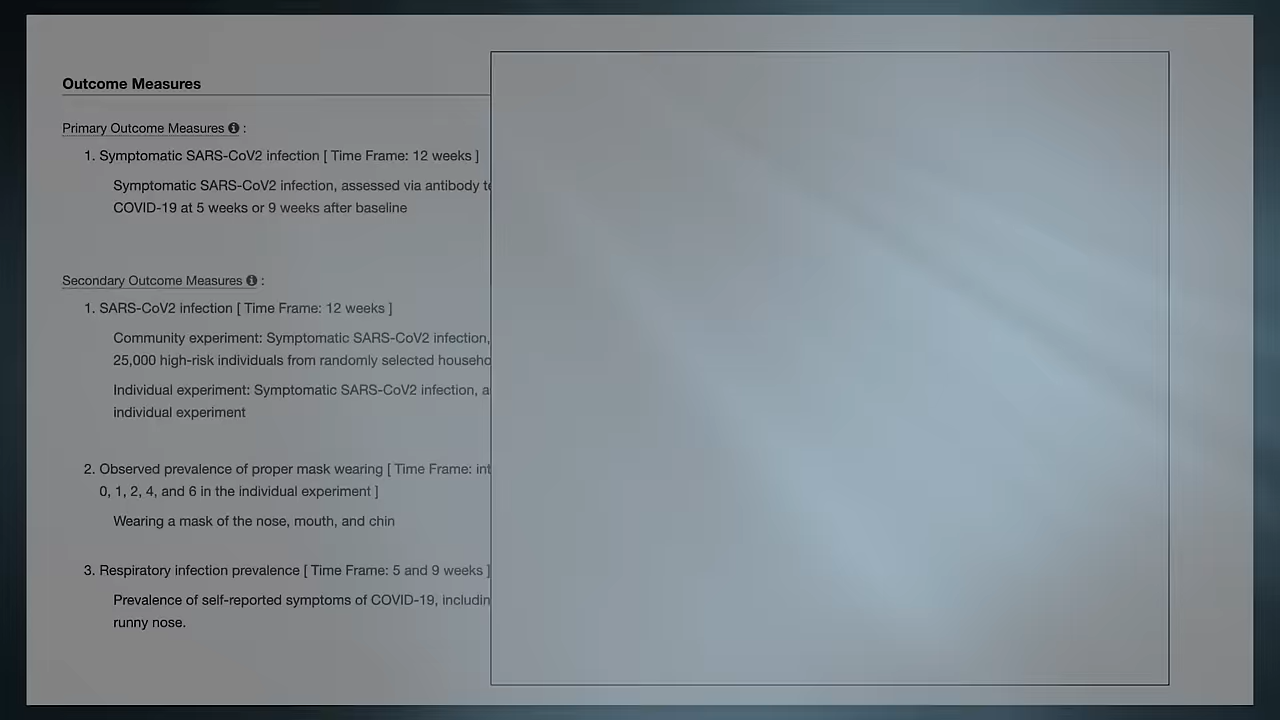 Outcome Measures
Primary Outcome Measures :
1. Symptomatic SARS-CoV2 infection [ Time Frame: 12 weeks ]
Symptomatic SARS-CoV2 infection, assessed via antibody
COVID-19 at 5 weeks or 9 weeks after baseline
Secondary Outcome Measures :
1. SARS-CoV2 infection [ Time Frame: 12 weeks ]
Community experiment: Symptomatic SARS-CoV2 infection,
25,000 high-risk individuals from randomly selected
Individual experiment: Symptomatic SARS-CoV2 infection,
individual experiment
2. Observed prevalence of proper mask wearing [ Time Frame:
0, 1, 2, 4, and 6 in the individual experiment ]
Wearing a mask of the nose, mouth, and chin
3. Respiratory infection prevalence [ Time Frame: 5 and 9 weeks ]
Prevalence of self-reported symptoms of COVID-19,
runny nose.